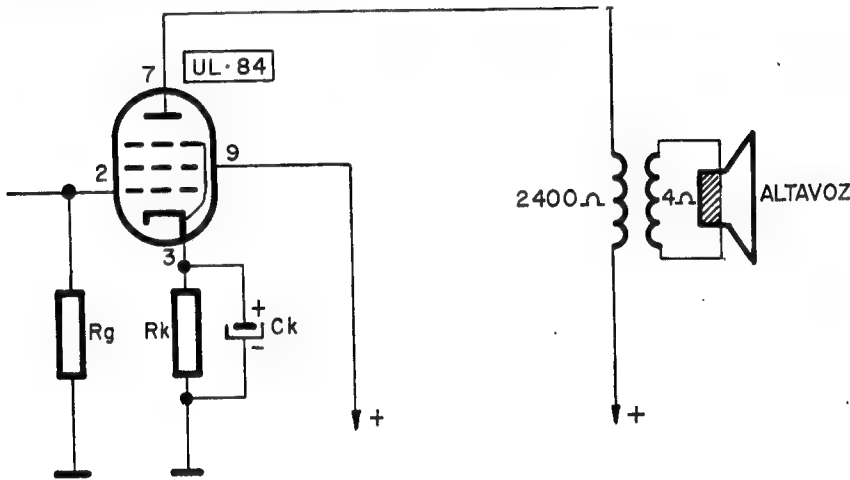 7
UL·84
2
9
3
Rg
Rk
+
-
Ck
+
2400Ω
4Ω
ALTAVOZ
+